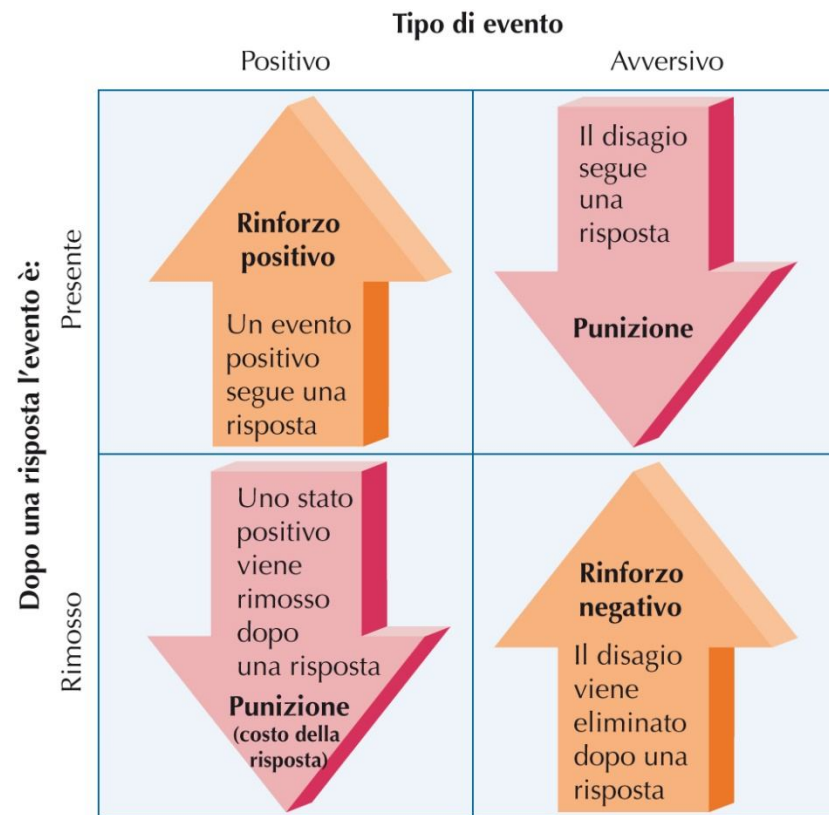 Tipo di evento
Positivo
Avversivo
Dopo una risposta l'evento è:
Presente
Rinforzo
positivo
Un evento
positivo
segue una
risposta
Il disagio
segue
una
risposta
Punizione
Rimosso
Uno stato
positivo
viene
rimosso
dopo
una risposta
Punizione
(costo della
risposta)
Rinforzo
negativo
Il disagio
viene
eliminato
dopo una
risposta